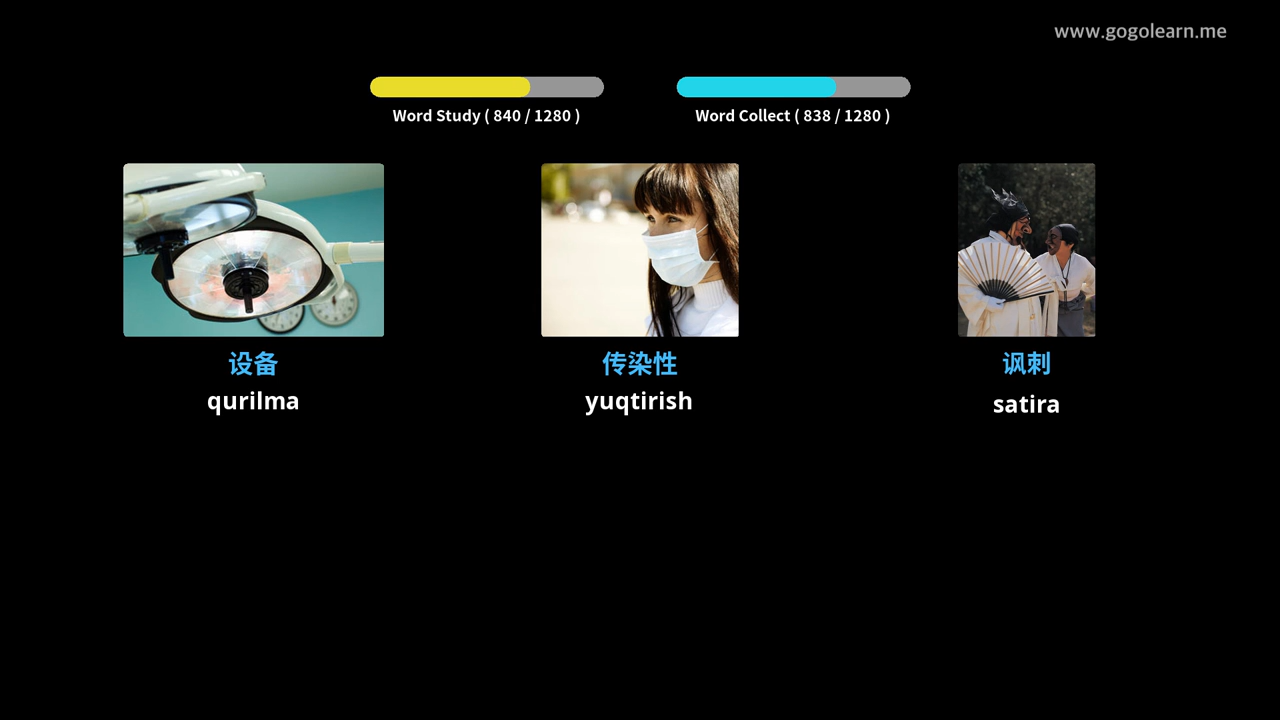 www.gogolearn.me
Word Study ( 840 / 1280 )
Word Collect ( 838 / 1280 )
设备
qurilma
传染性
yuqtirish
讽刺
satira